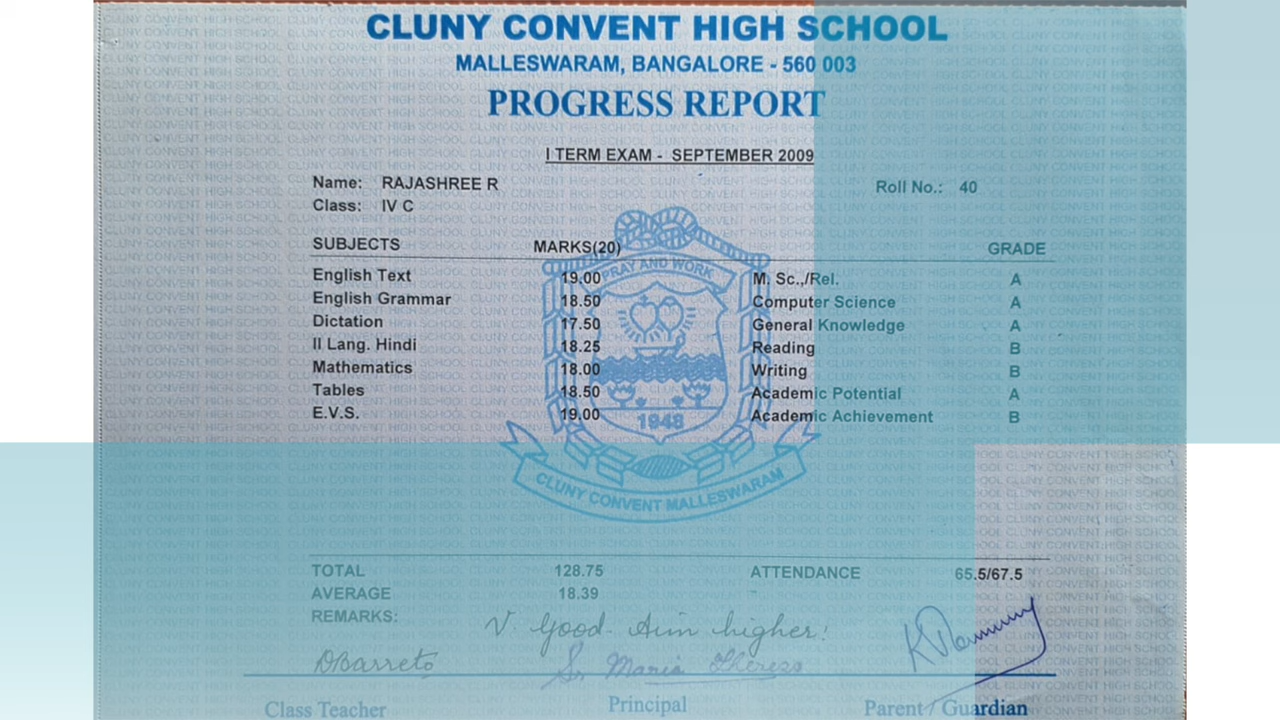 CLUNY CONVENT HIGH SCHOOL
MALLESWARAM, BANGALORE - 560 003
PROGRESS REPORT
I TERM EXAM - SEPTEMBER 2009
Name: RAJASHREE R Roll No.: 40
Class: IV C
SUBJECTS MARKS(20) GRADE
English Text 19.00 M. Sc.,/Rel. A
English Grammar 18.50 Computer Science A
Dictation 17.50 General Knowledge A
II Lang. Hindi 18.25 Reading B
Mathematics 18.00 Writing B
Tables 18.50 Academic Potential A
E.V.S. 19.00 Academic Achievement B
PRAY AND WORK
1948
CLUNY CONVENT MALLESWARAM
TOTAL 128.75 ATTENDANCE 65.5/67.5
AVERAGE 18.39
REMARKS: V. Good. Aim higher!
DBarreto Sr. Maria Thereza
Class Teacher Principal Parent / Guardian